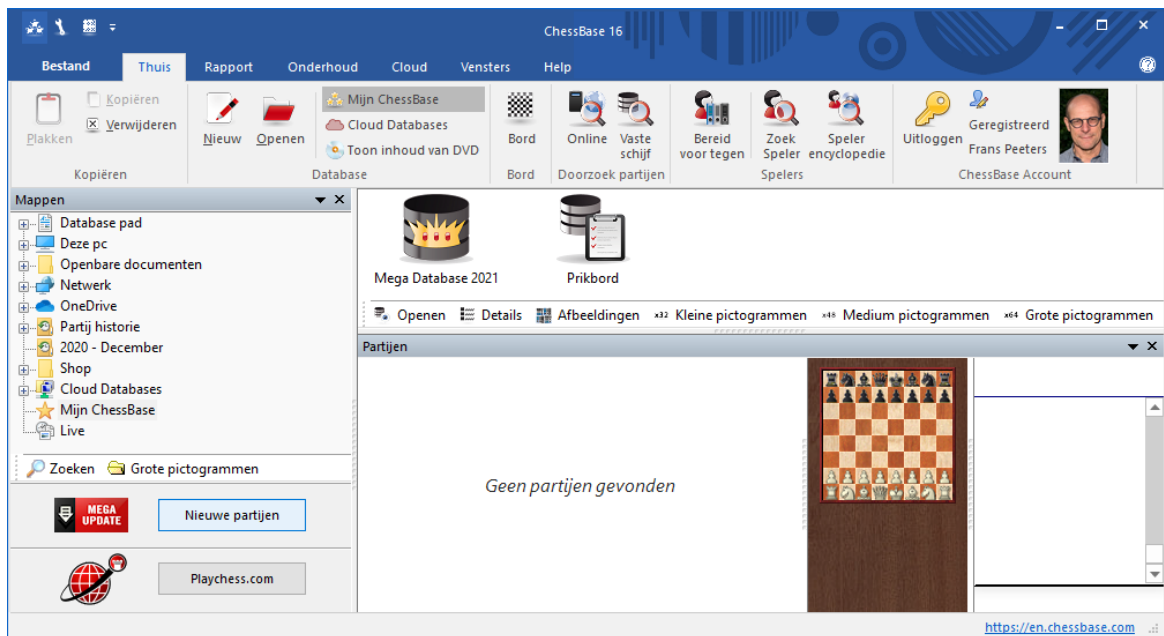 ChessBase 16
Bestand Thuis Rapport Onderhoud Cloud Vensters Help
Plakken
Kopiëren
Verwijderen
Kopiëren
Nieuw
Openen
Mijn ChessBase
Cloud Databases
Toon inhoud van DVD
Database
Bord
Bord
Online
Vaste
schijf
Doorzoek partijen
Bereid
voor tegen
Zoek
Speler
Speler
encyclopedie
Spelers
Uitloggen
Geregistreerd
Frans Peeters
ChessBase Account
Mappen
Database pad
Deze pc
Openbare documenten
Netwerk
OneDrive
Partij historie
2020 - December
Shop
Cloud Databases
Mijn ChessBase
Live
Zoeken Grote pictogrammen
MEGA
UPDATE
Nieuwe partijen
Playchess.com
Mega Database 2021
Prikbord
Openen Details Afbeeldingen x32 Kleine pictogrammen x48 Medium pictogrammen x64 Grote pictogrammen
Partijen
Geen partijen gevonden
https://en.chessbase.com